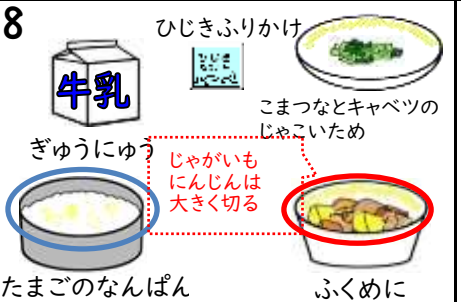 8
ひじきふりかけ
牛乳
ぎゅうにゅう
こまつなとキャベツの
じゃこいため
じゃがいも
にんじんは
大きく切る
たまごのなんぱん
ふくめに